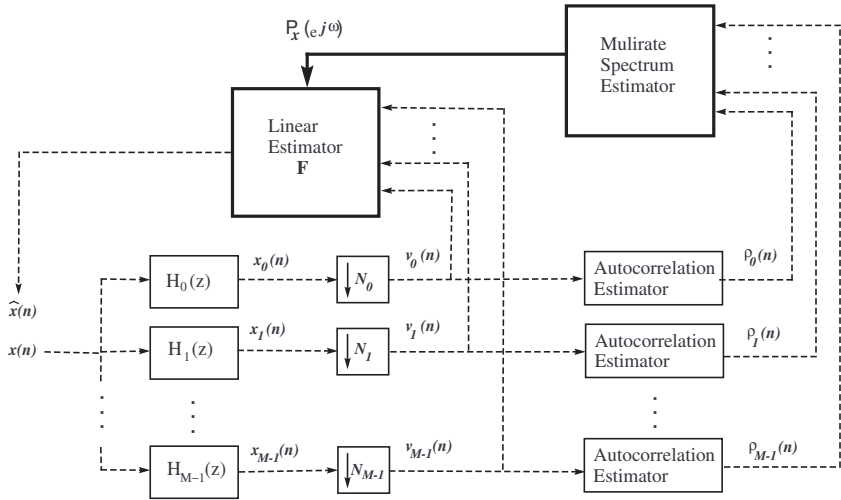 P_x(e^jω)
Mulirate
Spectrum
Estimator
Linear
Estimator
F
x_0(n)
v_0(n)
ρ_0(n)
H_0(z)
↓N_0
Autocorrelation
Estimator
x̂(n)
x(n)
x_1(n)
v_1(n)
ρ_1(n)
H_1(z)
↓N_1
Autocorrelation
Estimator
x_{M-1}(n)
v_{M-1}(n)
ρ_{M-1}(n)
H_{M-1}(z)
↓N_{M-1}
Autocorrelation
Estimator